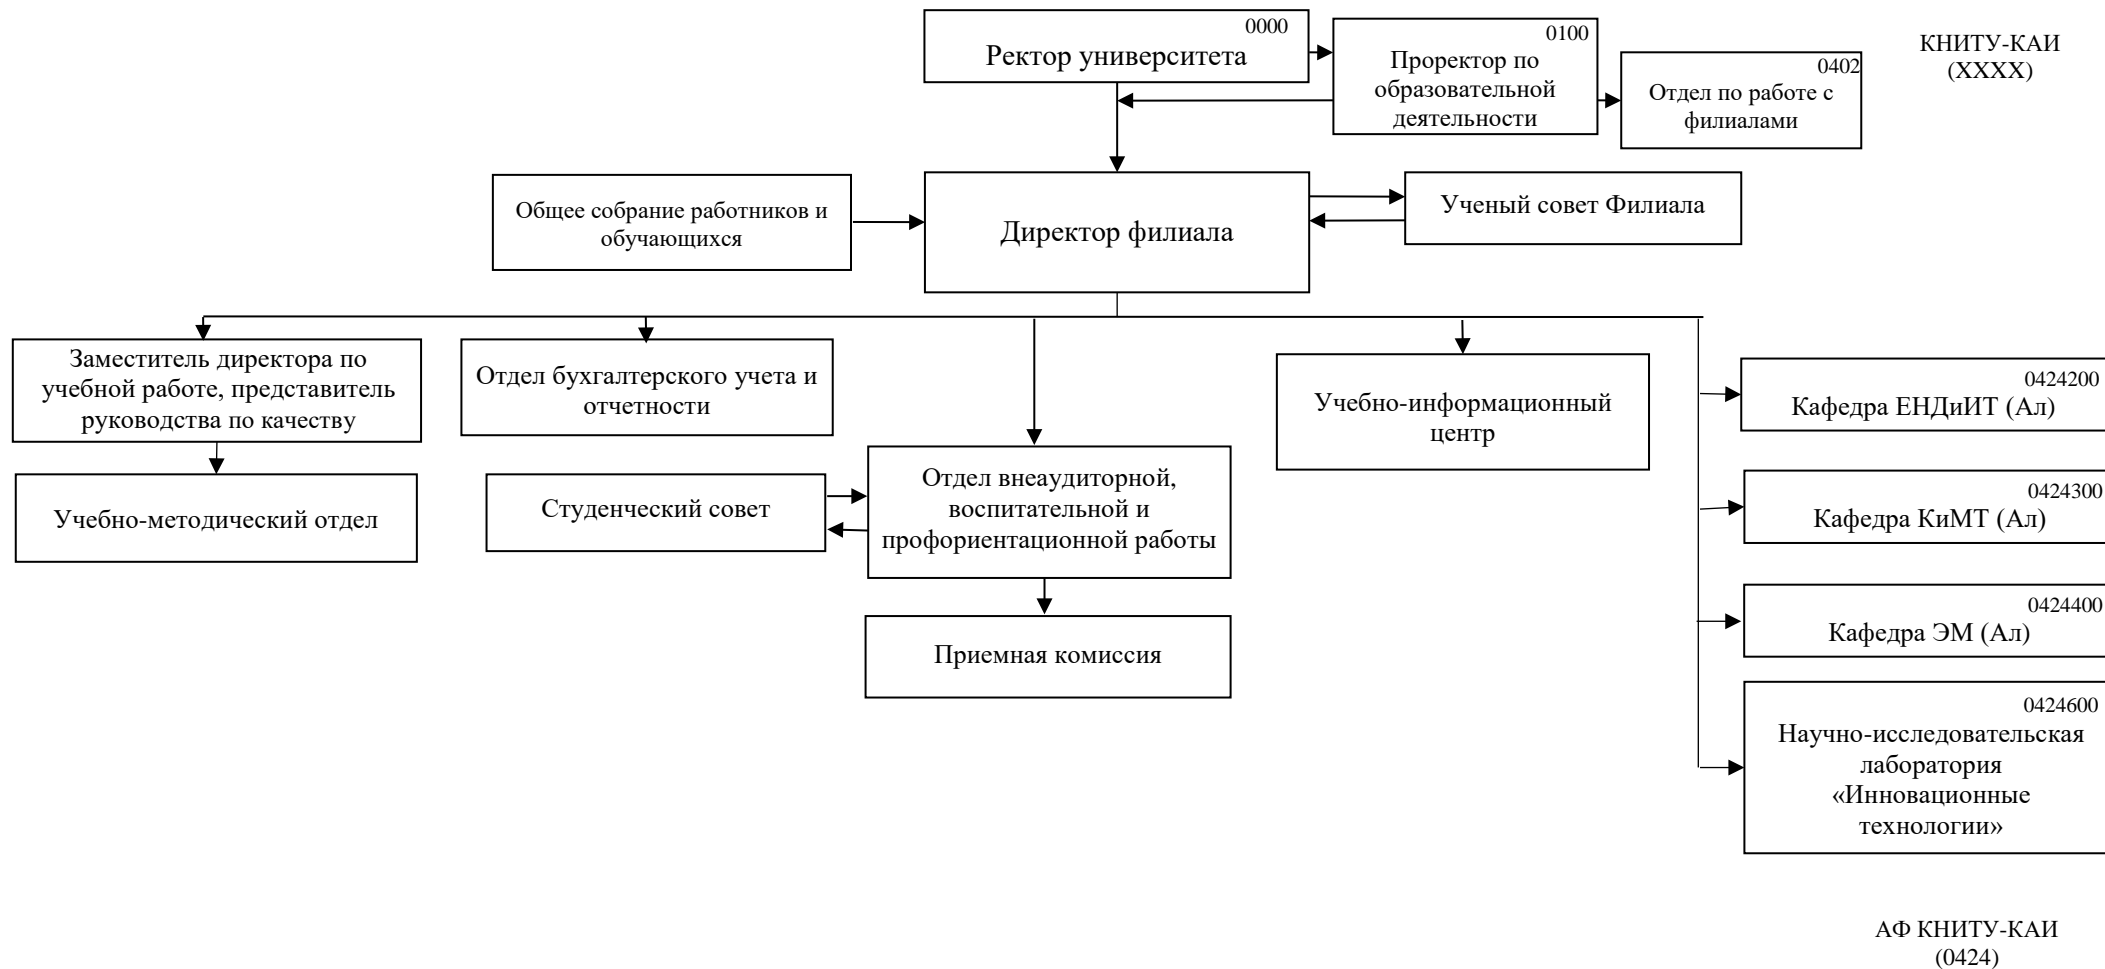 0000
Ректор университета
0100
Проректор по
образовательной
деятельности
0402
Отдел по работе с
филиалами
КНИТУ-КАИ
(XXXX)
Общее собрание работников и
обучающихся
Директор филиала
Ученый совет Филиала
Заместитель директора по
учебной работе, представитель
руководства по качеству
Отдел бухгалтерского учета и
отчетности
Учебно-информационный
центр
0424200
Кафедра ЕНДиИТ (Ал)
Учебно-методический отдел
Студенческий совет
Отдел внеаудиторной,
воспитательной и
профориентационной работы
0424300
Кафедра КиМТ (Ал)
Приемная комиссия
0424400
Кафедра ЭМ (Ал)
0424600
Научно-исследовательская
лаборатория
«Инновационные
технологии»
АФ КНИТУ-КАИ
(0424)